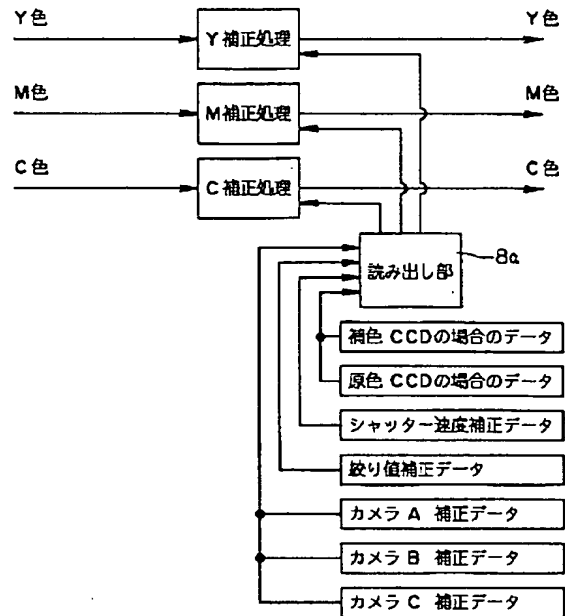 Y色
Y補正処理
Y色
M色
M補正処理
M色
C色
C補正処理
C色
読み出し部
8a
補色 CCDの場合のデータ
原色 CCDの場合のデータ
シャッター速度補正データ
絞り値補正データ
カメラ A 補正データ
カメラ B 補正データ
カメラ C 補正データ